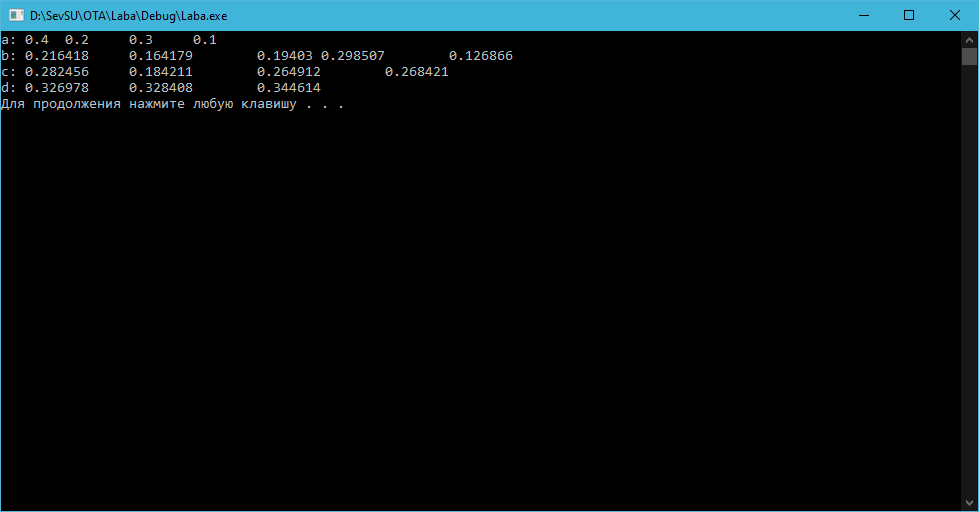 D:\SevSU\OTA\Laba\Debug\Laba.exe
a: 0.4 0.2 0.3 0.1
b: 0.216418 0.164179 0.19403 0.298507 0.126866
c: 0.282456 0.184211 0.264912 0.268421
d: 0.326978 0.328408 0.344614
Для продолжения нажмите любую клавишу . . .